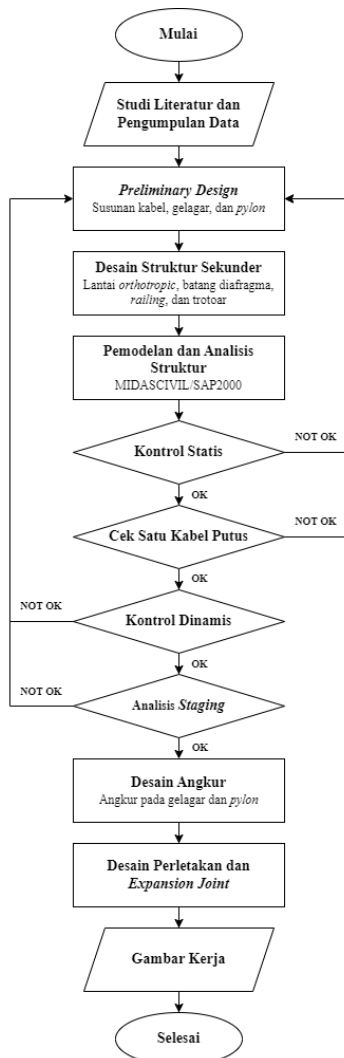 Mulai
Studi Literatur dan
Pengumpulan Data
Preliminary Design
Susunan kabel, gelagar, dan pylon
Desain Struktur Sekunder
Lantai orthotropic, batang diafragma,
railing, dan trotoar
Pemodelan dan Analisis
Struktur
MIDASCIVIL/SAP2000
Kontrol Statis
NOT OK
OK
Cek Satu Kabel Putus
NOT OK
OK
NOT OK
Kontrol Dinamis
OK
NOT OK
Analisis Staging
OK
Desain Angkur
Angkur pada gelagar dan pylon
Desain Perletakan dan
Expansion Joint
Gambar Kerja
Selesai